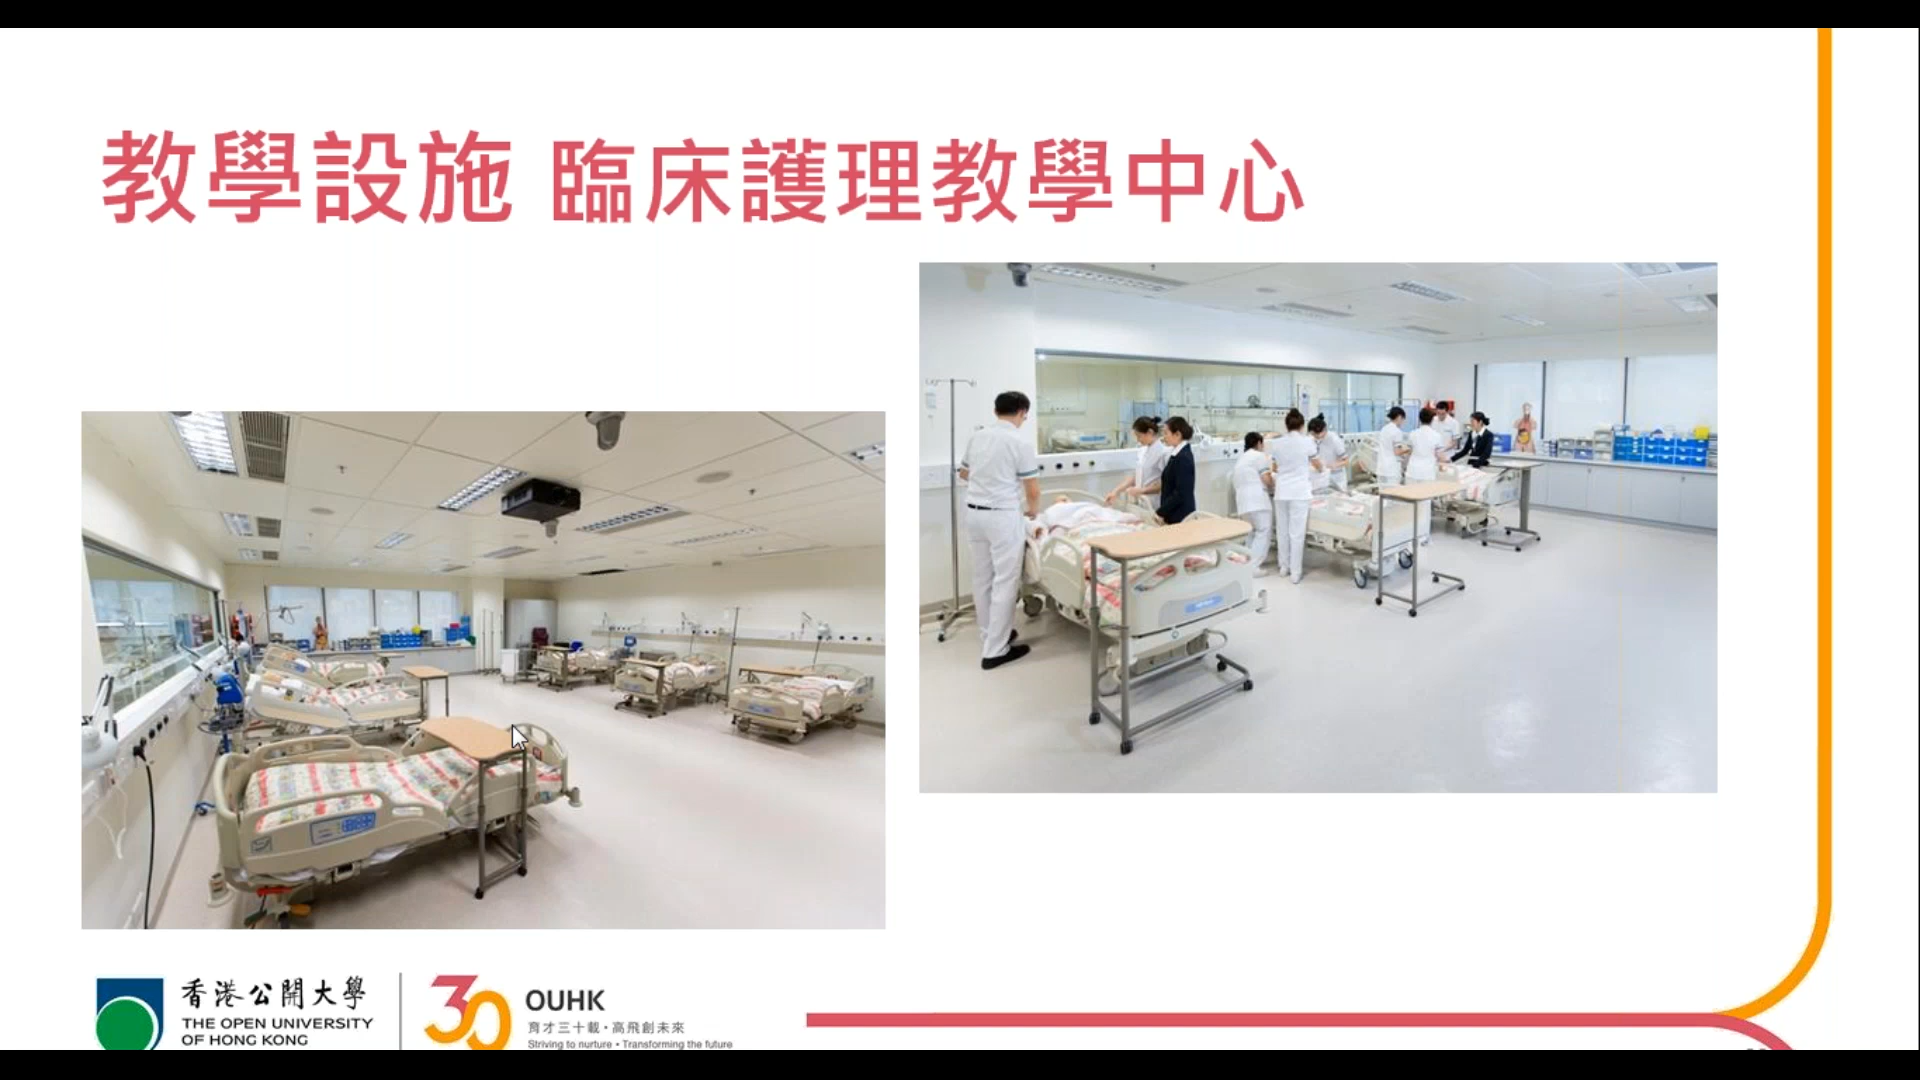 教學設施 臨床護理教學中心
香港公開大學
THE OPEN UNIVERSITY
OF HONG KONG
30
OUHK
育才三十載•高飛創未來
Striving to nurture • Transforming the future